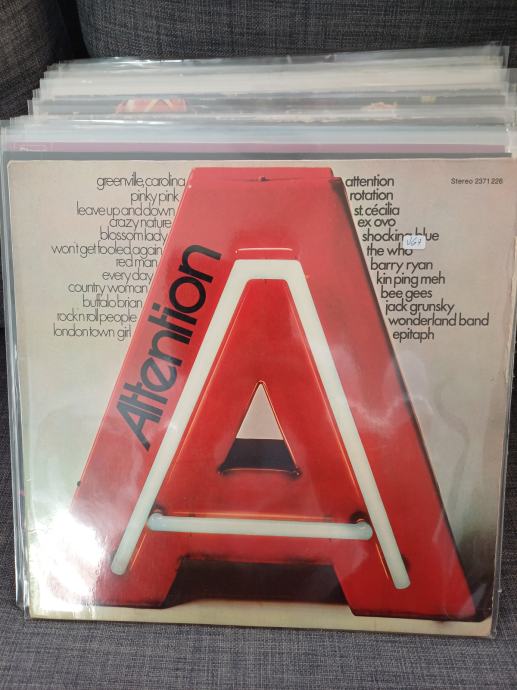 greenville, carolina attention
pinky pink rotation
leave up and down st. cécilia
crazy nature ex ovo
blossom lady shocking blue
won't get fooled again the who
red man barry ryan
every day kin ping meh
country woman bee gees
buffalo brian jack grunsky
rock'n roll people wonderland band
london town girl epitaph
Stereo 2371 226
Attention